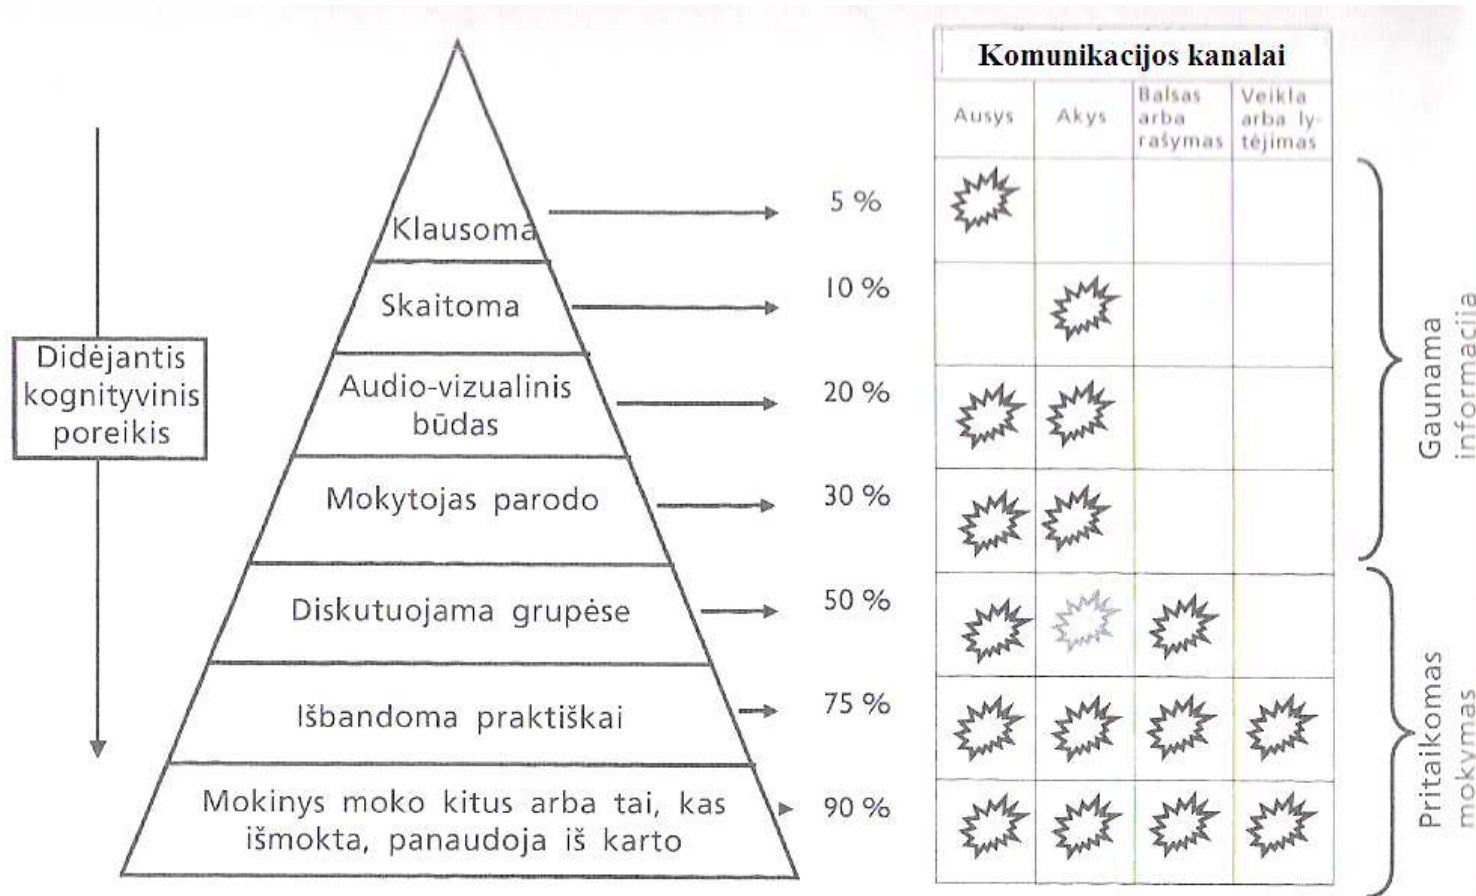 Komunikacijos kanalai
Ausys
Akys
Balsas
arba
rašymas
Veikla
arba ly-
tėjimas
Didėjantis
kognityvinis
poreikis
Klausoma
5 %
Skaitoma
10 %
Audio-vizualinis
būdas
20 %
Mokytojas parodo
30 %
Diskutuojama grupėse
50 %
Išbandoma praktiškai
75 %
Mokinys moko kitus arba tai, kas
išmokta, panaudoja iš karto
90 %
Gaunama
informacija
Pritaikomas
mokymas